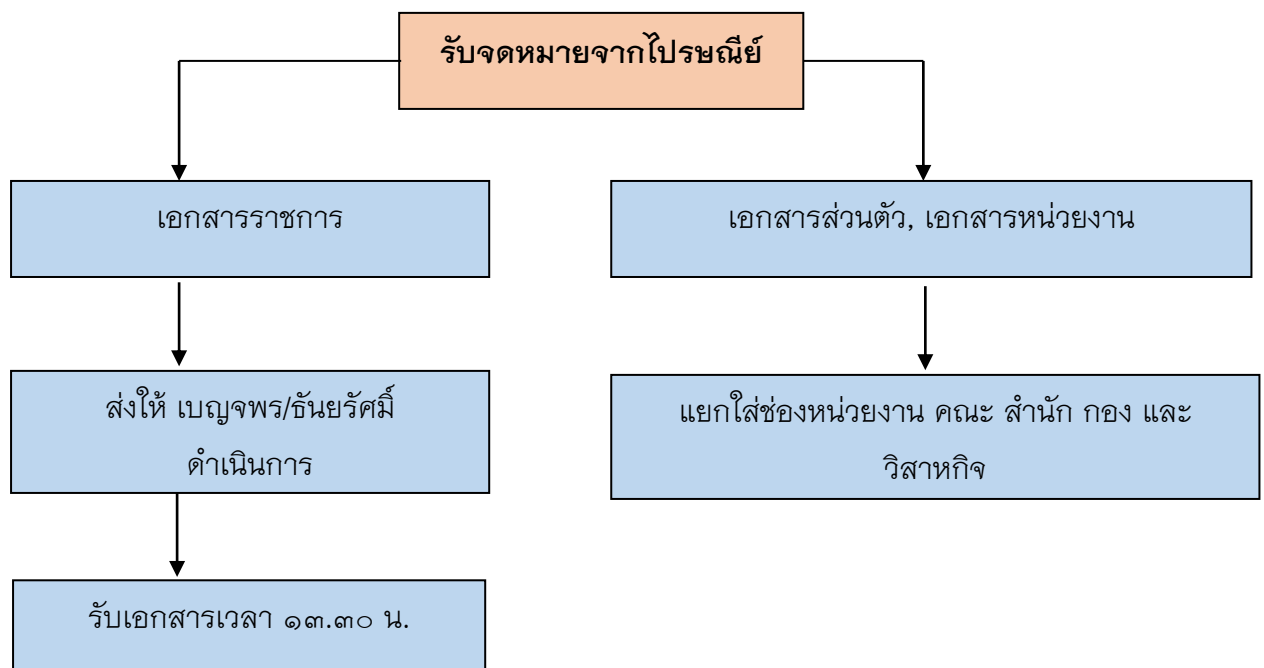 รับจดหมายจากไปรษณีย์
เอกสารราชการ
เอกสารส่วนตัว, เอกสารหน่วยงาน
ส่งให้ เบญจพร/ธันยรัศมิ์
ดำเนินการ
แยกใส่ช่องหน่วยงาน คณะ สำนัก กอง และ
วิสาหกิจ
รับเอกสารเวลา ๑๓.๓๐ น.